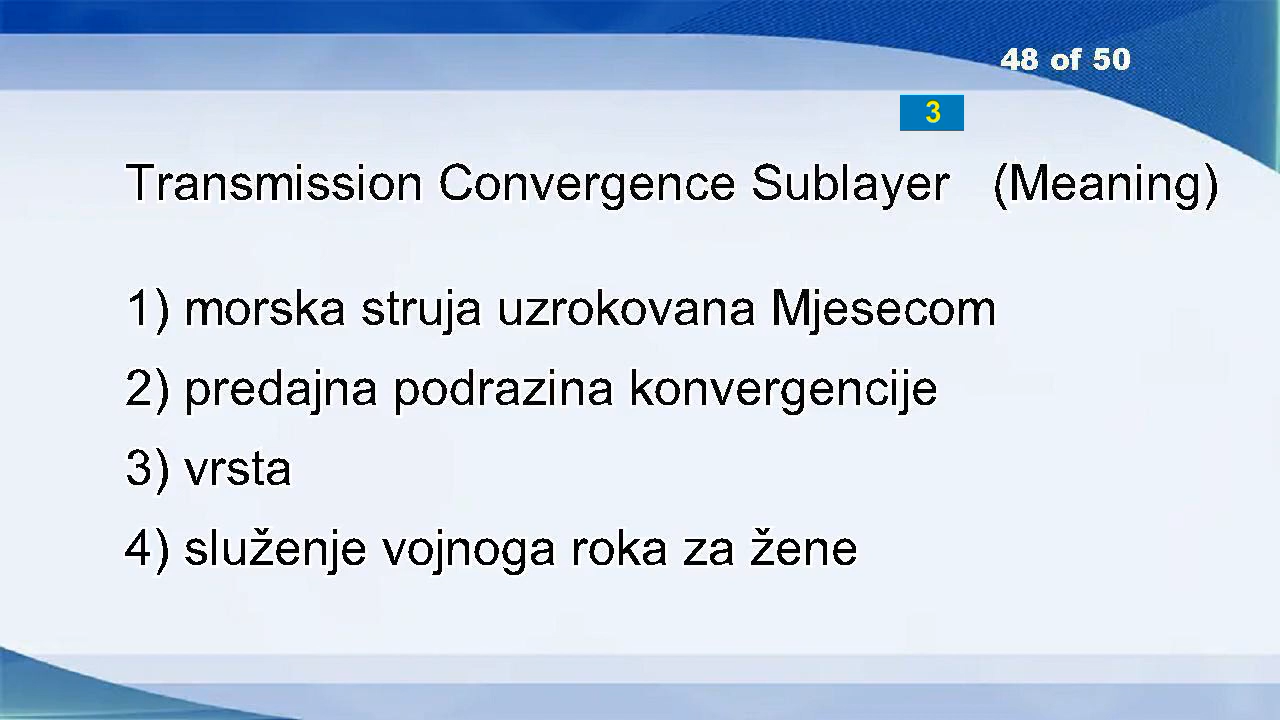 48 of 50
3
Transmission Convergence Sublayer (Meaning)
1) morska struja uzrokovana Mjesecom
2) predajna podrazina konvergencije
3) vrsta
4) služenje vojnoga roka za žene